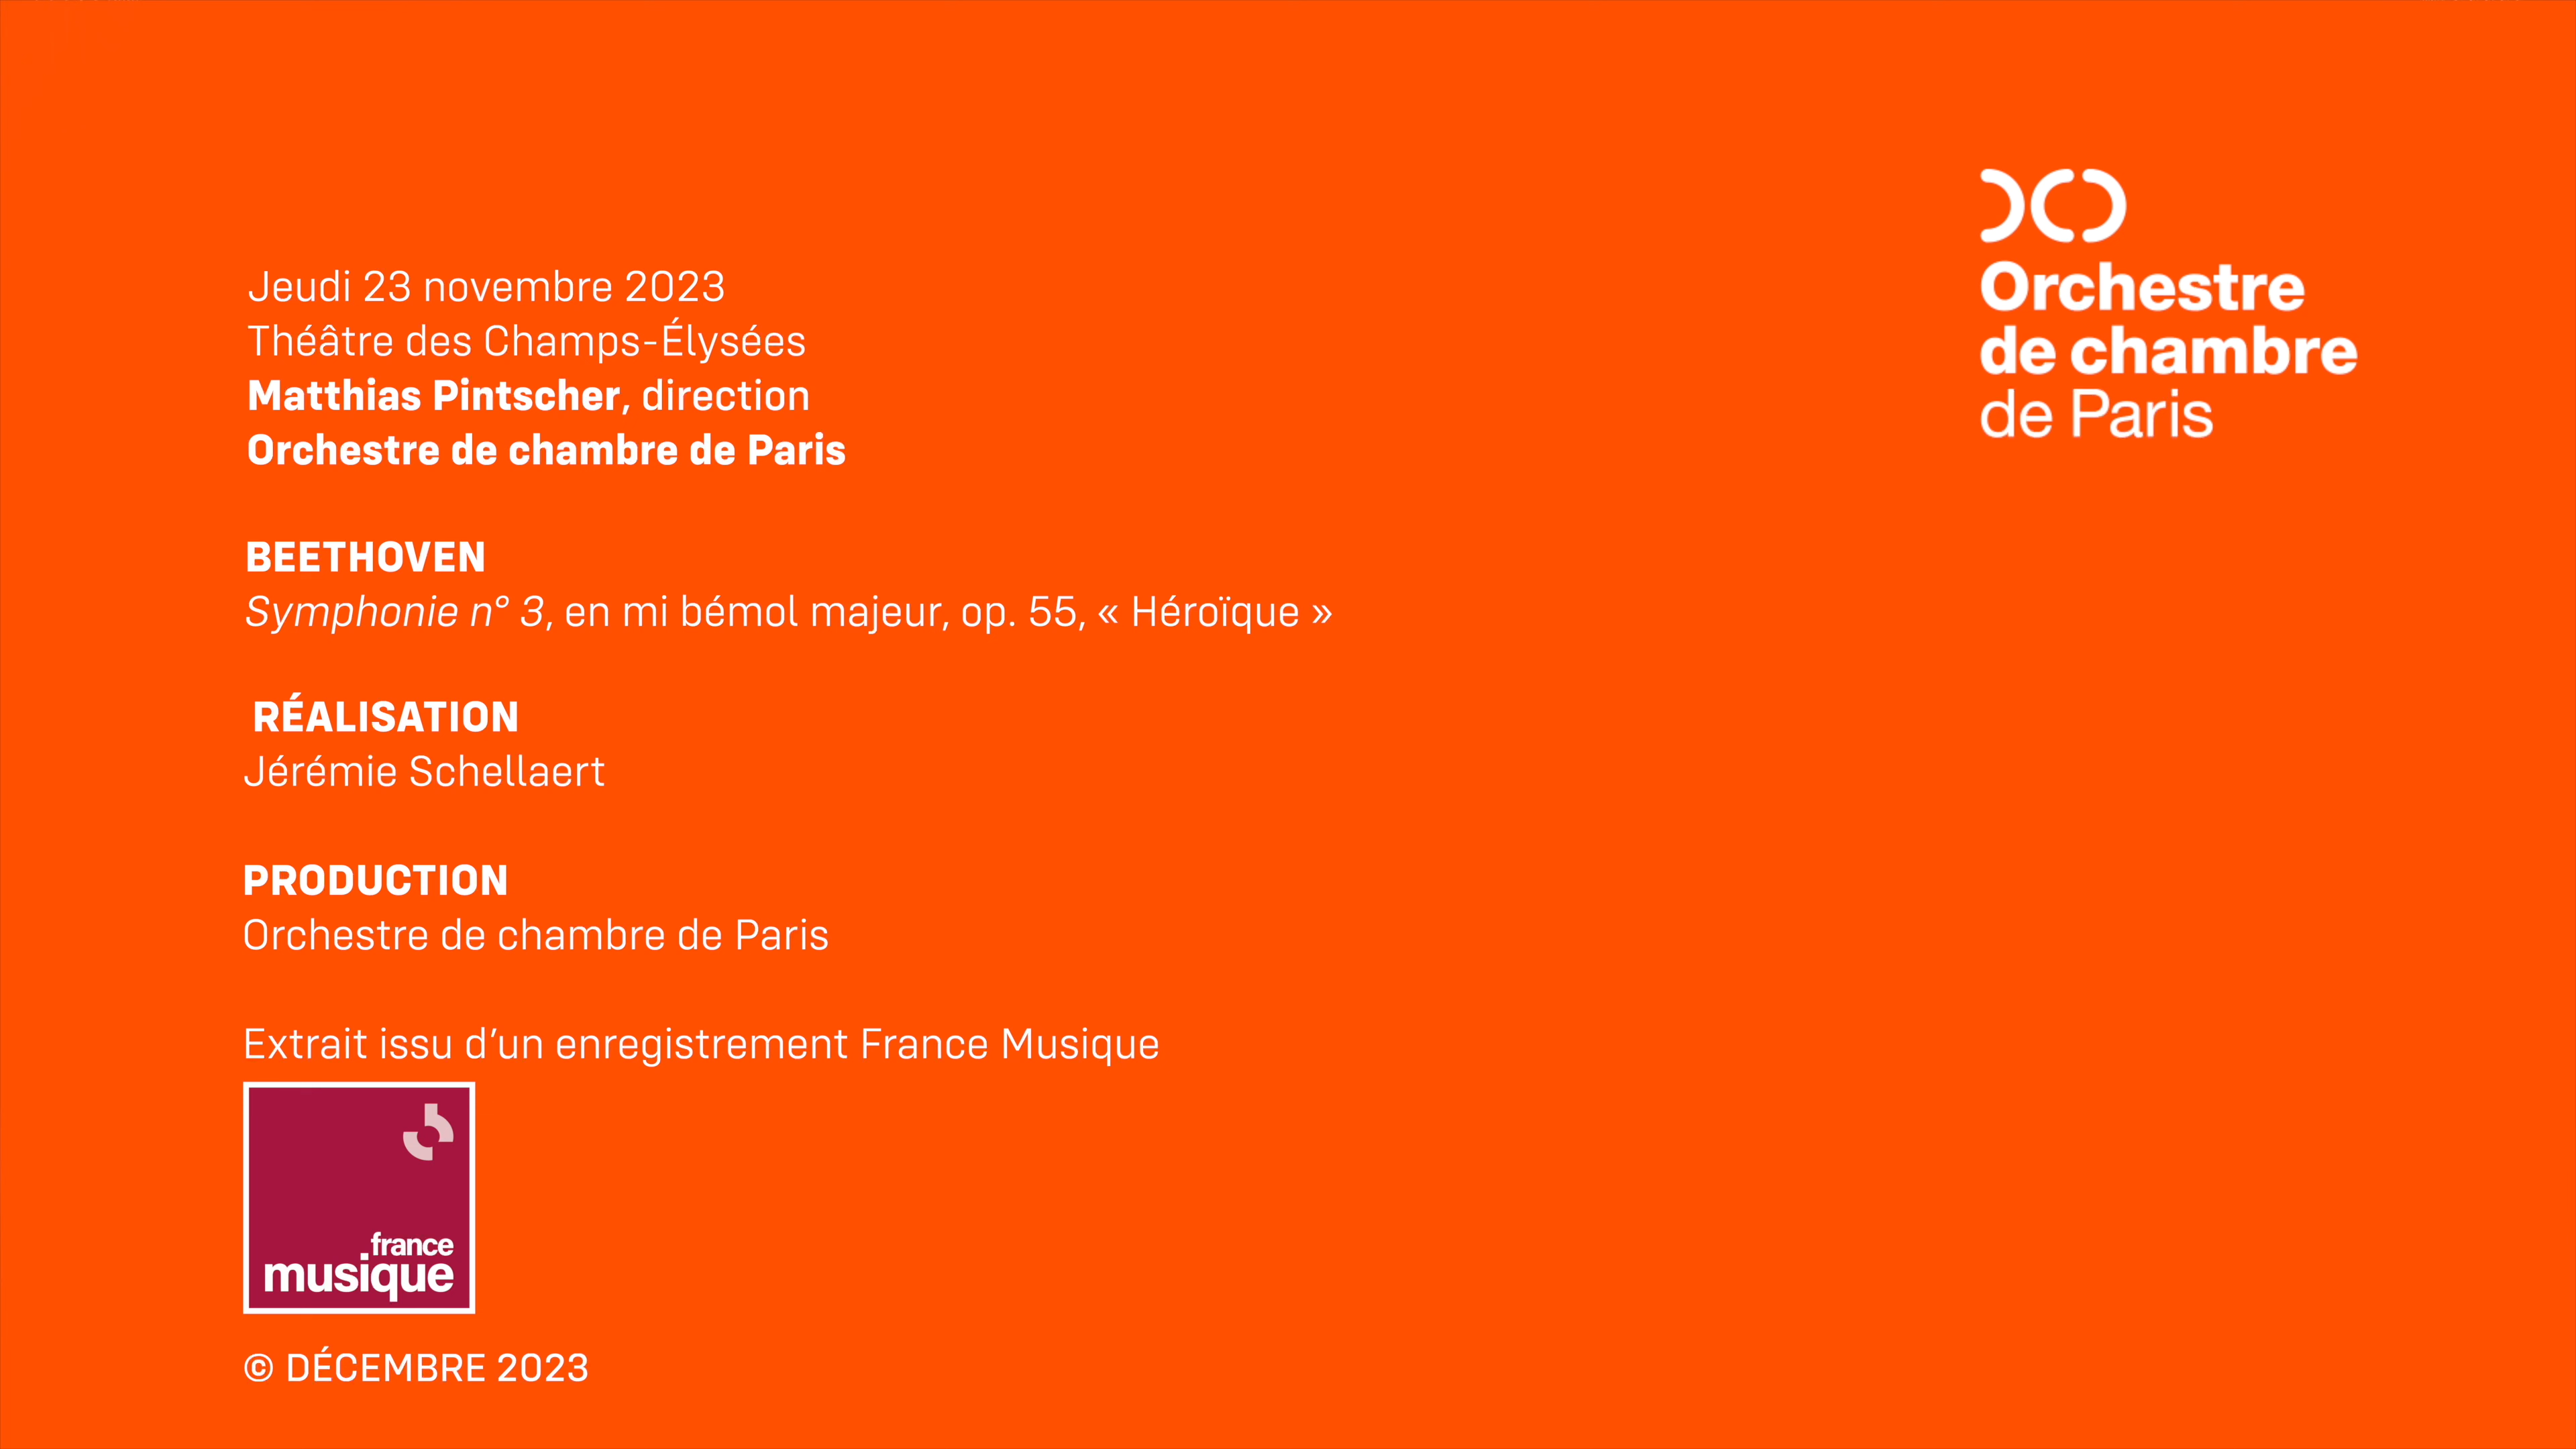 Jeudi 23 novembre 2023
Théâtre des Champs-Élysées
Matthias Pintscher, direction
Orchestre de chambre de Paris
BEETHOVEN
Symphonie n° 3, en mi bémol majeur, op. 55, « Héroïque »
RÉALISATION
Jérémie Schellaert
PRODUCTION
Orchestre de chambre de Paris
Extrait issu d’un enregistrement France Musique
france
musique
© DÉCEMBRE 2023
Orchestre
de chambre
de Paris